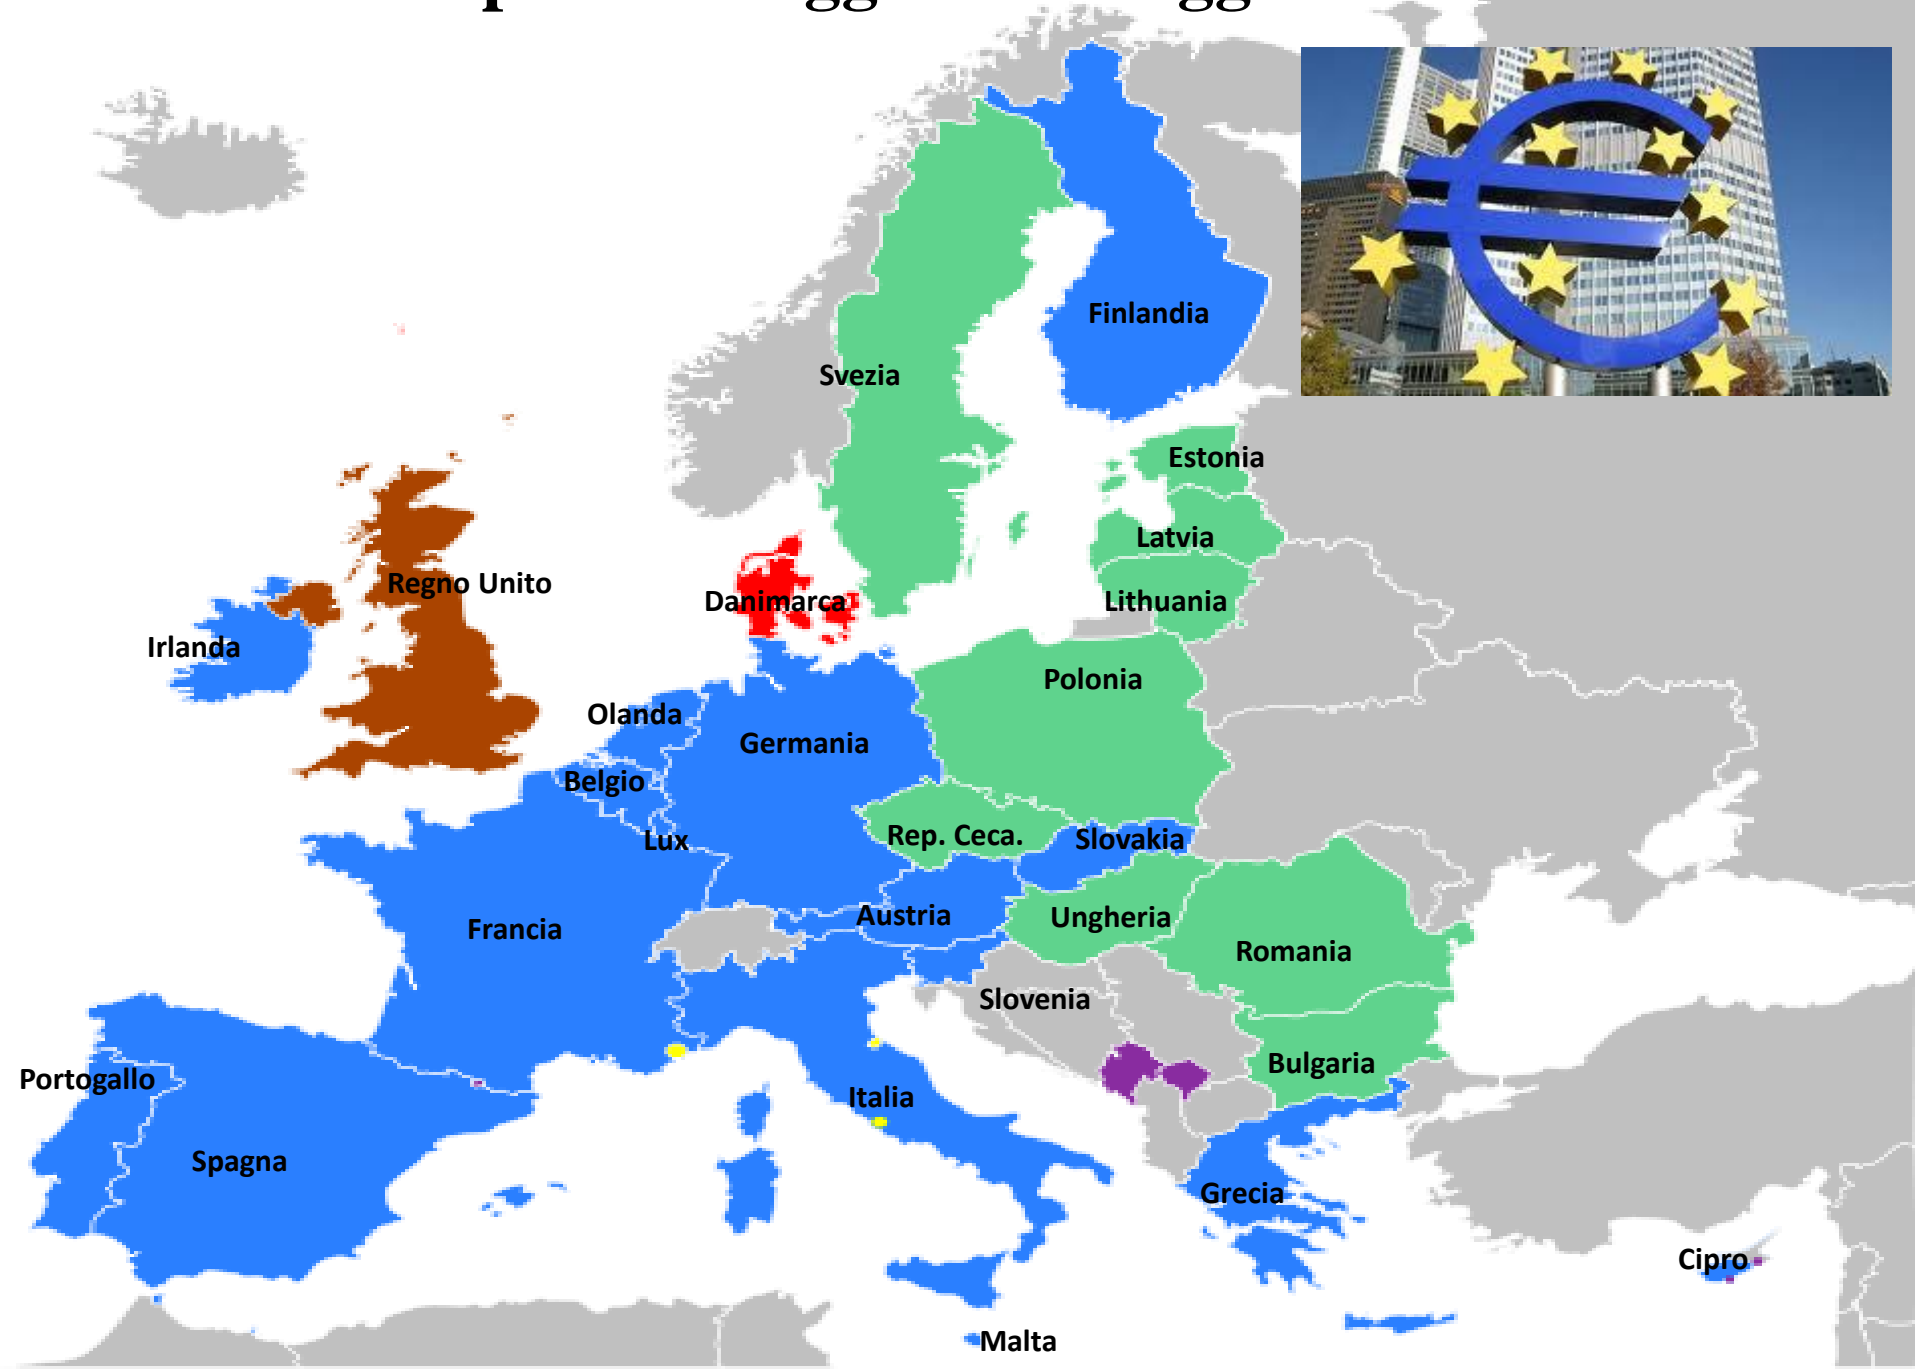 Finlandia
Svezia
Estonia
Latvia
Regno Unito
Danimarca
Lithuania
Irlanda
Polonia
Olanda
Germania
Belgio
Rep. Ceca.
Slovakia
Lux
Austria
Ungheria
Francia
Romania
Slovenia
Bulgaria
Portogallo
Italia
Spagna
Grecia
Cipro
Malta